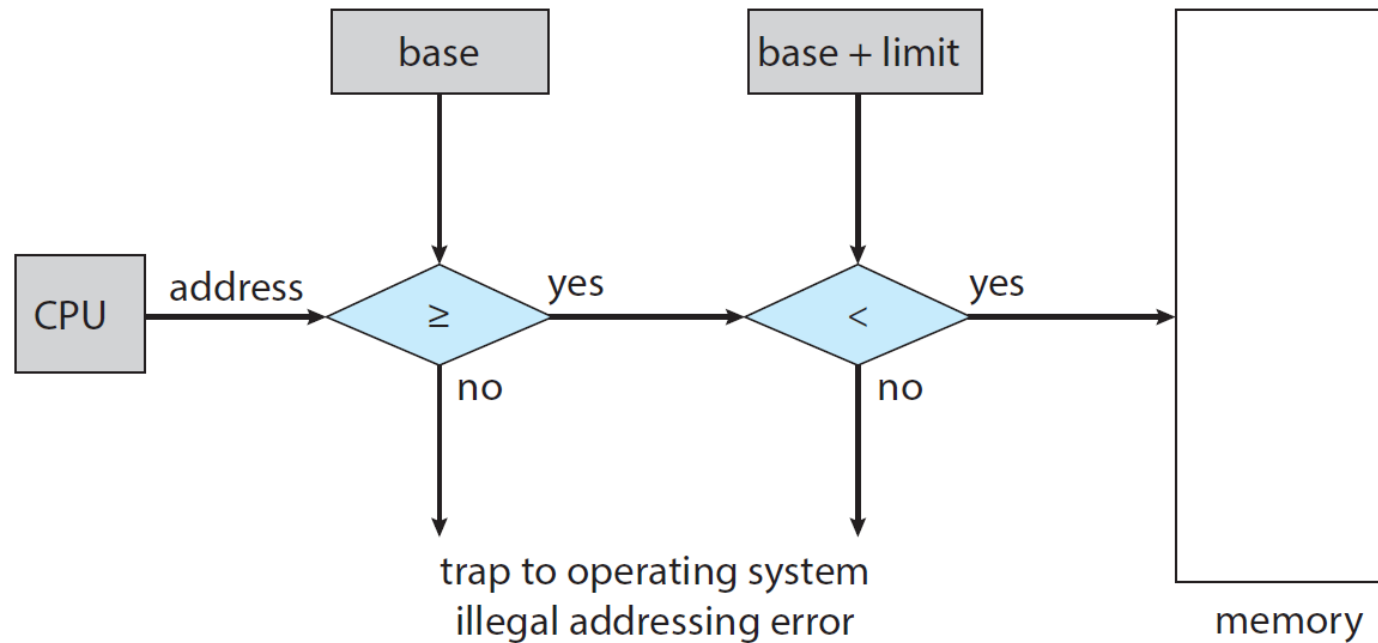 base
base + limit
CPU
address
≥
yes
<
yes
no
no
trap to operating system
illegal addressing error
memory